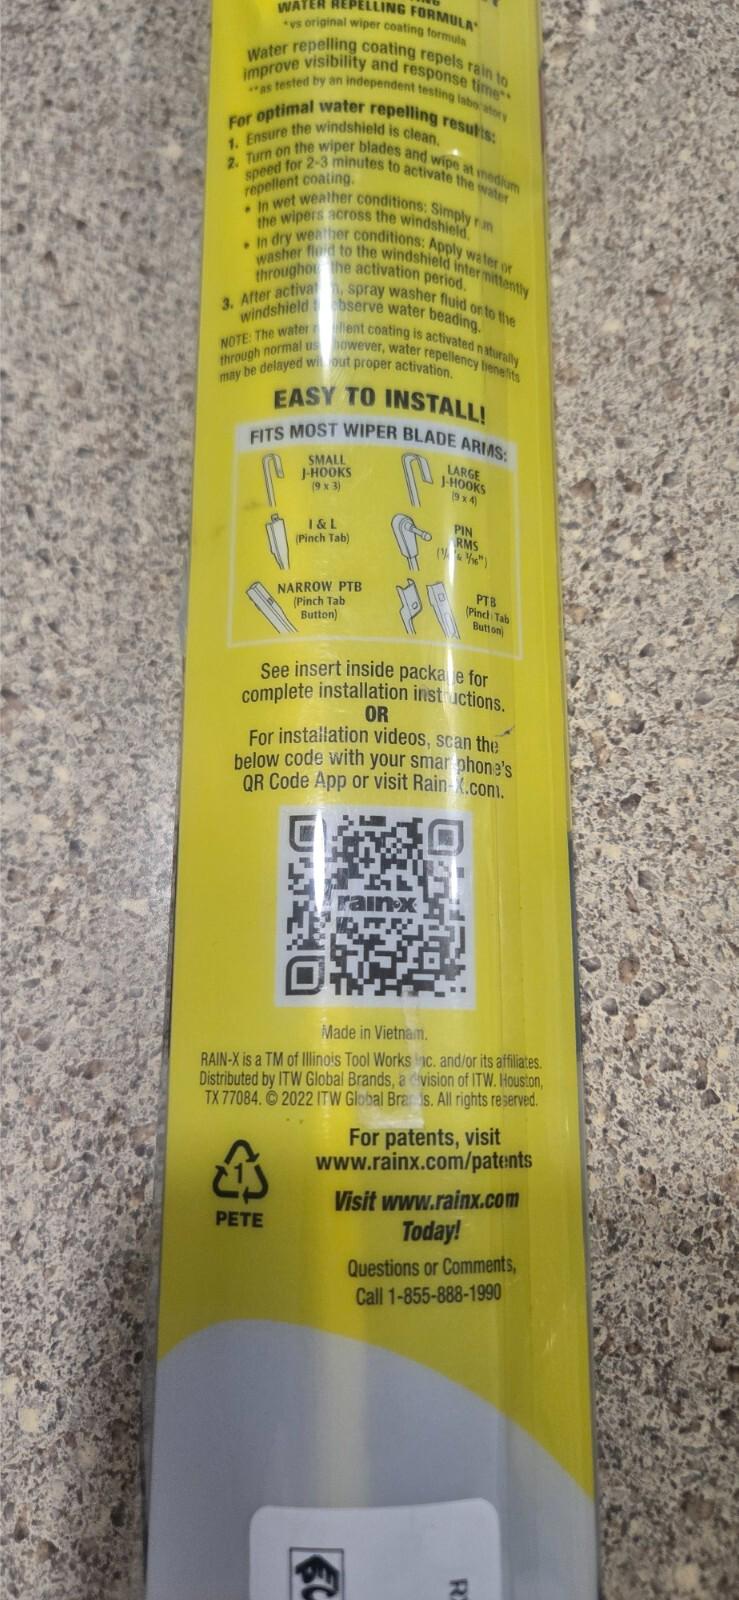 WATER REPELLING FORMULA*
*vs original wiper coating formula
Water repelling coating repels rain to
improve visibility and response time**
**as tested by an independent testing laboratory
For optimal water repelling results:
1. Ensure the windshield is clean.
2. Turn on the wiper blades and wipe at medium
speed for 2-3 minutes to activate the water
repellent coating.
• In wet weather conditions: Simply run
the wipers across the windshield.
• In dry weather conditions: Apply water or
washer fluid to the windshield intermittently
throughout the activation period.
3. After activation, spray washer fluid onto the
windshield to observe water beading.
NOTE: The water repellent coating is activated naturally
through normal use, however, water repellency benefits
may be delayed without proper activation.
EASY TO INSTALL!
FITS MOST WIPER BLADE ARMS:
SMALL
J-HOOKS
(9 x 3)
LARGE
J-HOOKS
(9 x 4)
I & L
(Pinch Tab)
PIN
ARMS
(1/4" & 3/16")
NARROW PTB
(Pinch Tab
Button)
PTB
(Pinch Tab
Button)
See insert inside package for
complete installation instructions.
OR
For installation videos, scan the
below code with your smartphone's
QR Code App or visit Rain-X.com.
rain-x
Made in Vietnam.
RAIN-X is a TM of Illinois Tool Works Inc. and/or its affiliates.
Distributed by ITW Global Brands, a division of ITW. Houston,
TX 77084. © 2022 ITW Global Brands. All rights reserved.
1
PETE
For patents, visit
www.rainx.com/patents
Visit www.rainx.com
Today!
Questions or Comments,
Call 1-855-888-1990